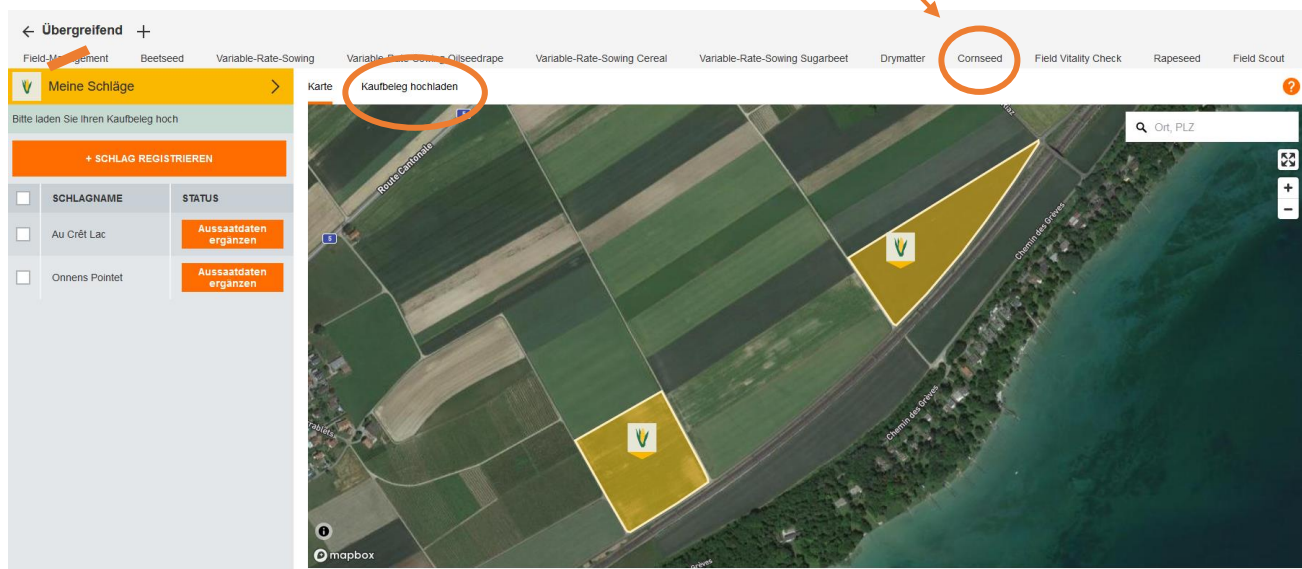 ← Übergreifend +
Field-Management Beetseed Variable-Rate-Sowing Variable-Rate-Sowing Oilseedrape Variable-Rate-Sowing Cereal Variable-Rate-Sowing Sugarbeet Drymatter Cornseed Field Vitality Check Rapeseed Field Scout
Meine Schläge
Karte Kaufbeleg hochladen
?
Bitte laden Sie Ihren Kaufbeleg hoch
+ SCHLAG REGISTRIEREN
SCHLAGNAME STATUS
Au Crêt Lac Aussaatdaten
ergänzen
Onnens Pointet Aussaatdaten
ergänzen
Ort, PLZ
+
−
5
Route Cantonale
5
Chemin des Grèves
Chemin des Grèves
mapbox